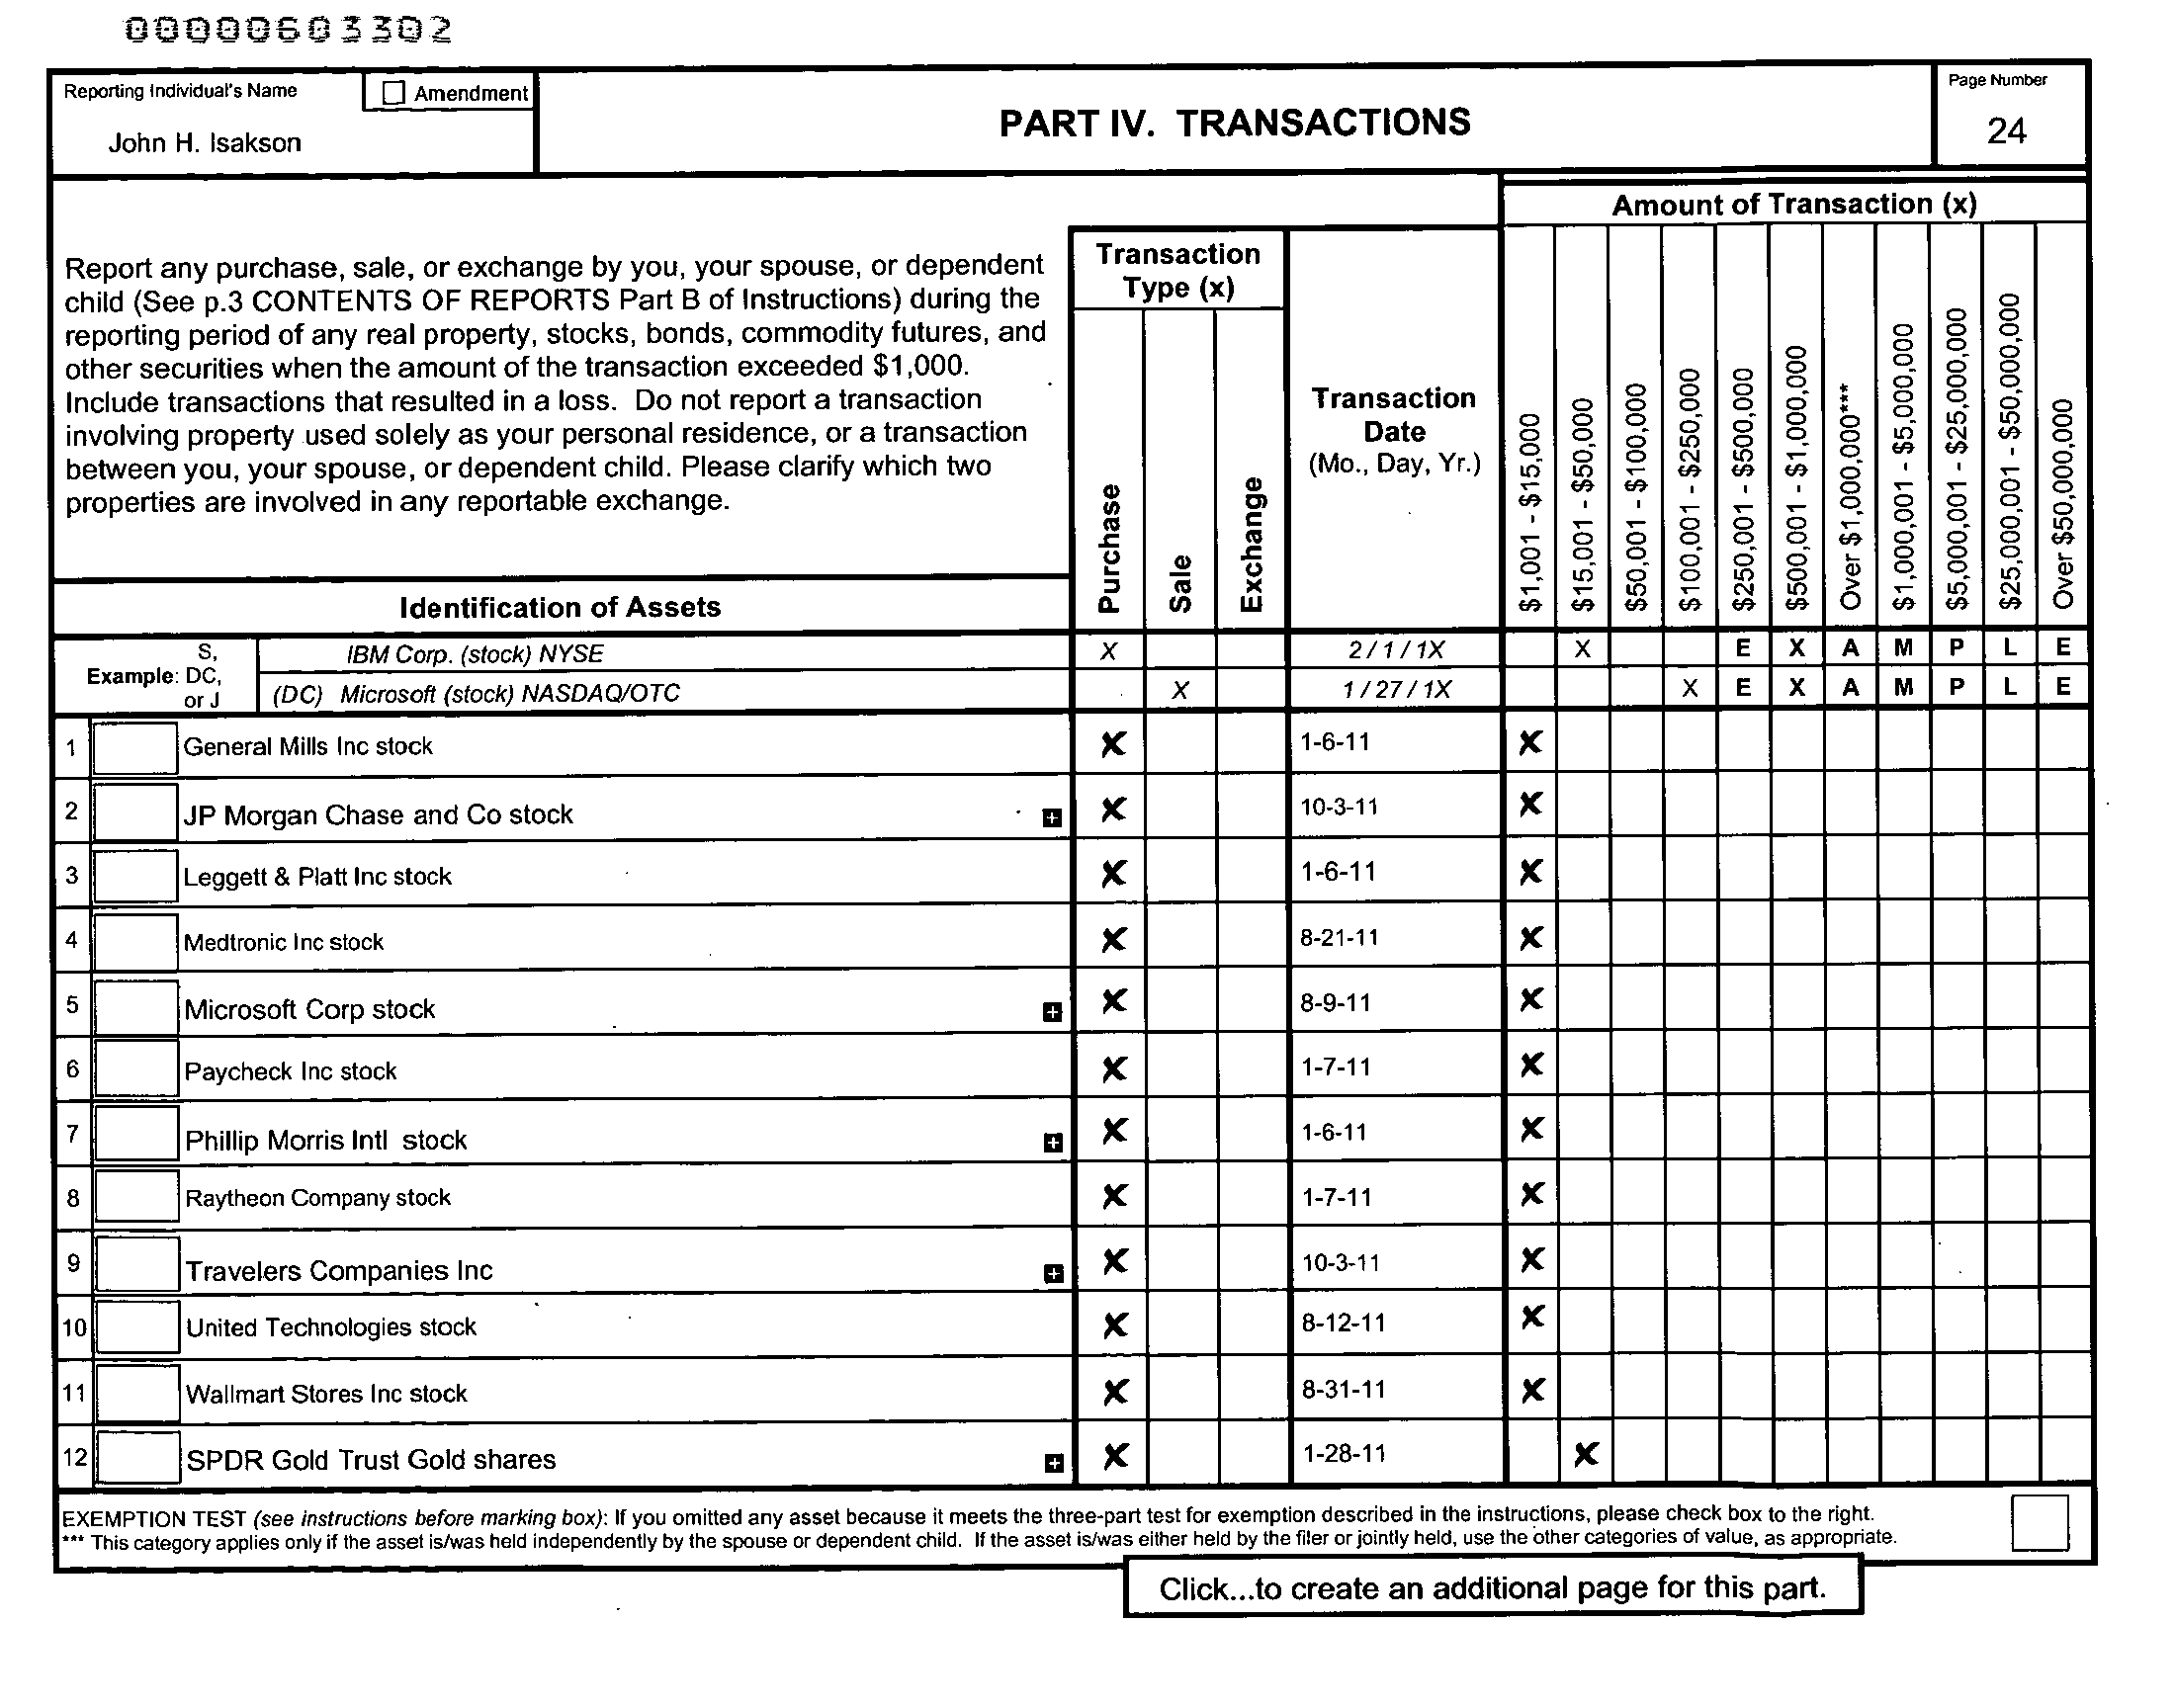 00000603302
Reporting Individual's Name
Amendment
John H. Isakson
PART IV. TRANSACTIONS
Page Number
24
Amount of Transaction (x)
Report any purchase, sale, or exchange by you, your spouse, or dependent
child (See p.3 CONTENTS OF REPORTS Part B of Instructions) during the
reporting period of any real property, stocks, bonds, commodity futures, and
other securities when the amount of the transaction exceeded $1,000.
Include transactions that resulted in a loss. Do not report a transaction
involving property used solely as your personal residence, or a transaction
between you, your spouse, or dependent child. Please clarify which two
properties are involved in any reportable exchange.
Transaction
Type (x)
Purchase
Sale
Exchange
Transaction
Date
(Mo., Day, Yr.)
$1,001 - $15,000
$15,001 - $50,000
$50,001 - $100,000
$100,001 - $250,000
$250,001 - $500,000
$500,001 - $1,000,000
Over $1,000,000***
$1,000,001 - $5,000,000
$5,000,001 - $25,000,000
$25,000,001 - $50,000,000
Over $50,000,000
Identification of Assets
Example: S, DC, or J
IBM Corp. (stock) NYSE X 2/1/1X X E X A M P L E
(DC) Microsoft (stock) NASDAQ/OTC X 1/27/1X X E X A M P L E
1 General Mills Inc stock X 1-6-11 X
2 JP Morgan Chase and Co stock + X 10-3-11 X
3 Leggett & Platt Inc stock X 1-6-11 X
4 Medtronic Inc stock X 8-21-11 X
5 Microsoft Corp stock + X 8-9-11 X
6 Paycheck Inc stock X 1-7-11 X
7 Phillip Morris Intl stock + X 1-6-11 X
8 Raytheon Company stock X 1-7-11 X
9 Travelers Companies Inc + X 10-3-11 X
10 United Technologies stock X 8-12-11 X
11 Wallmart Stores Inc stock X 8-31-11 X
12 SPDR Gold Trust Gold shares + X 1-28-11 X
EXEMPTION TEST (see instructions before marking box): If you omitted any asset because it meets the three-part test for exemption described in the instructions, please check box to the right.
*** This category applies only if the asset is/was held independently by the spouse or dependent child. If the asset is/was either held by the filer or jointly held, use the other categories of value, as appropriate.
Click...to create an additional page for this part.